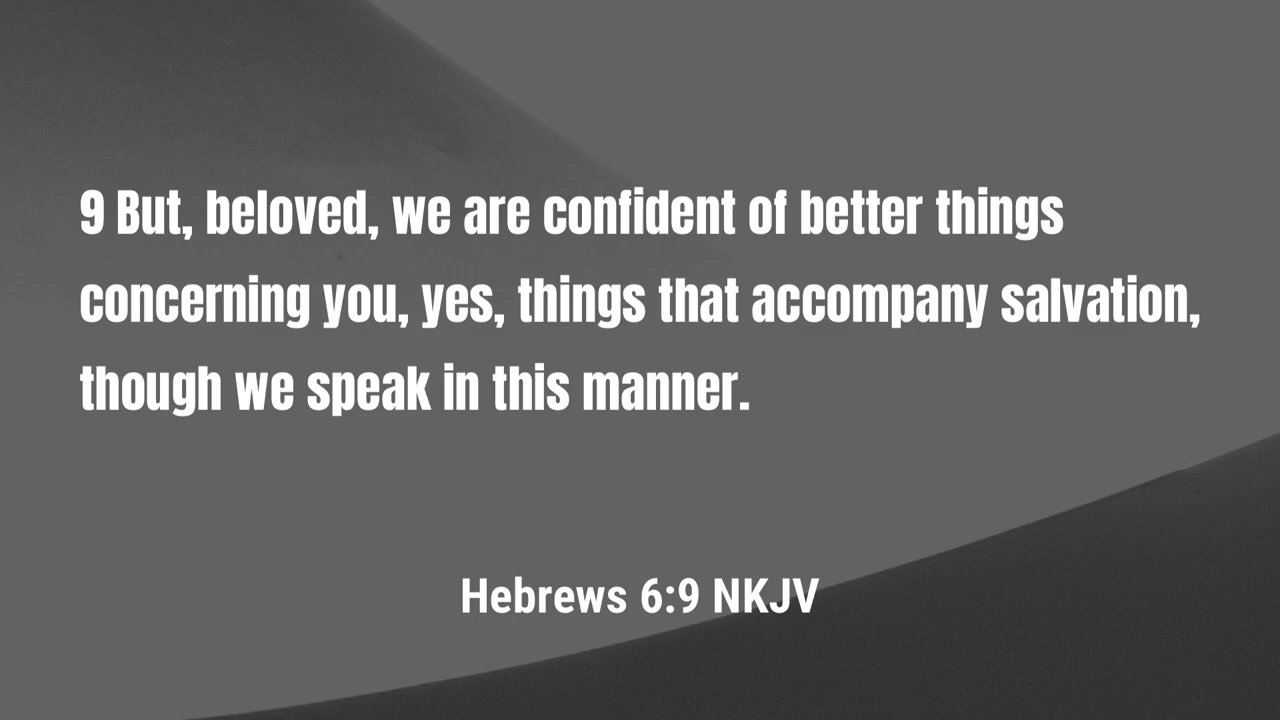 9 But, beloved, we are confident of better things
concerning you, yes, things that accompany salvation,
though we speak in this manner.
Hebrews 6:9 NKJV